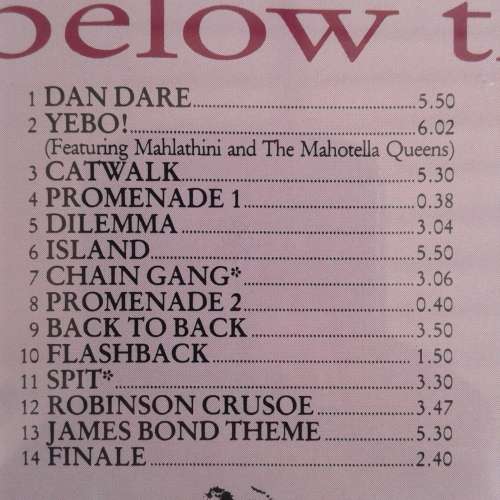 below t
1 DAN DARE........................5.50
2 YEBO!........................6.02
(Featuring Mahlathini and The Mahotella Queens)
3 CATWALK........................5.30
4 PROMENADE 1........................0.38
5 DILEMMA........................3.04
6 ISLAND........................5.50
7 CHAIN GANG*........................3.06
8 PROMENADE 2........................0.40
9 BACK TO BACK........................3.50
10 FLASHBACK........................1.50
11 SPIT*........................3.30
12 ROBINSON CRUSOE........................3.47
13 JAMES BOND THEME........................5.30
14 FINALE........................2.40